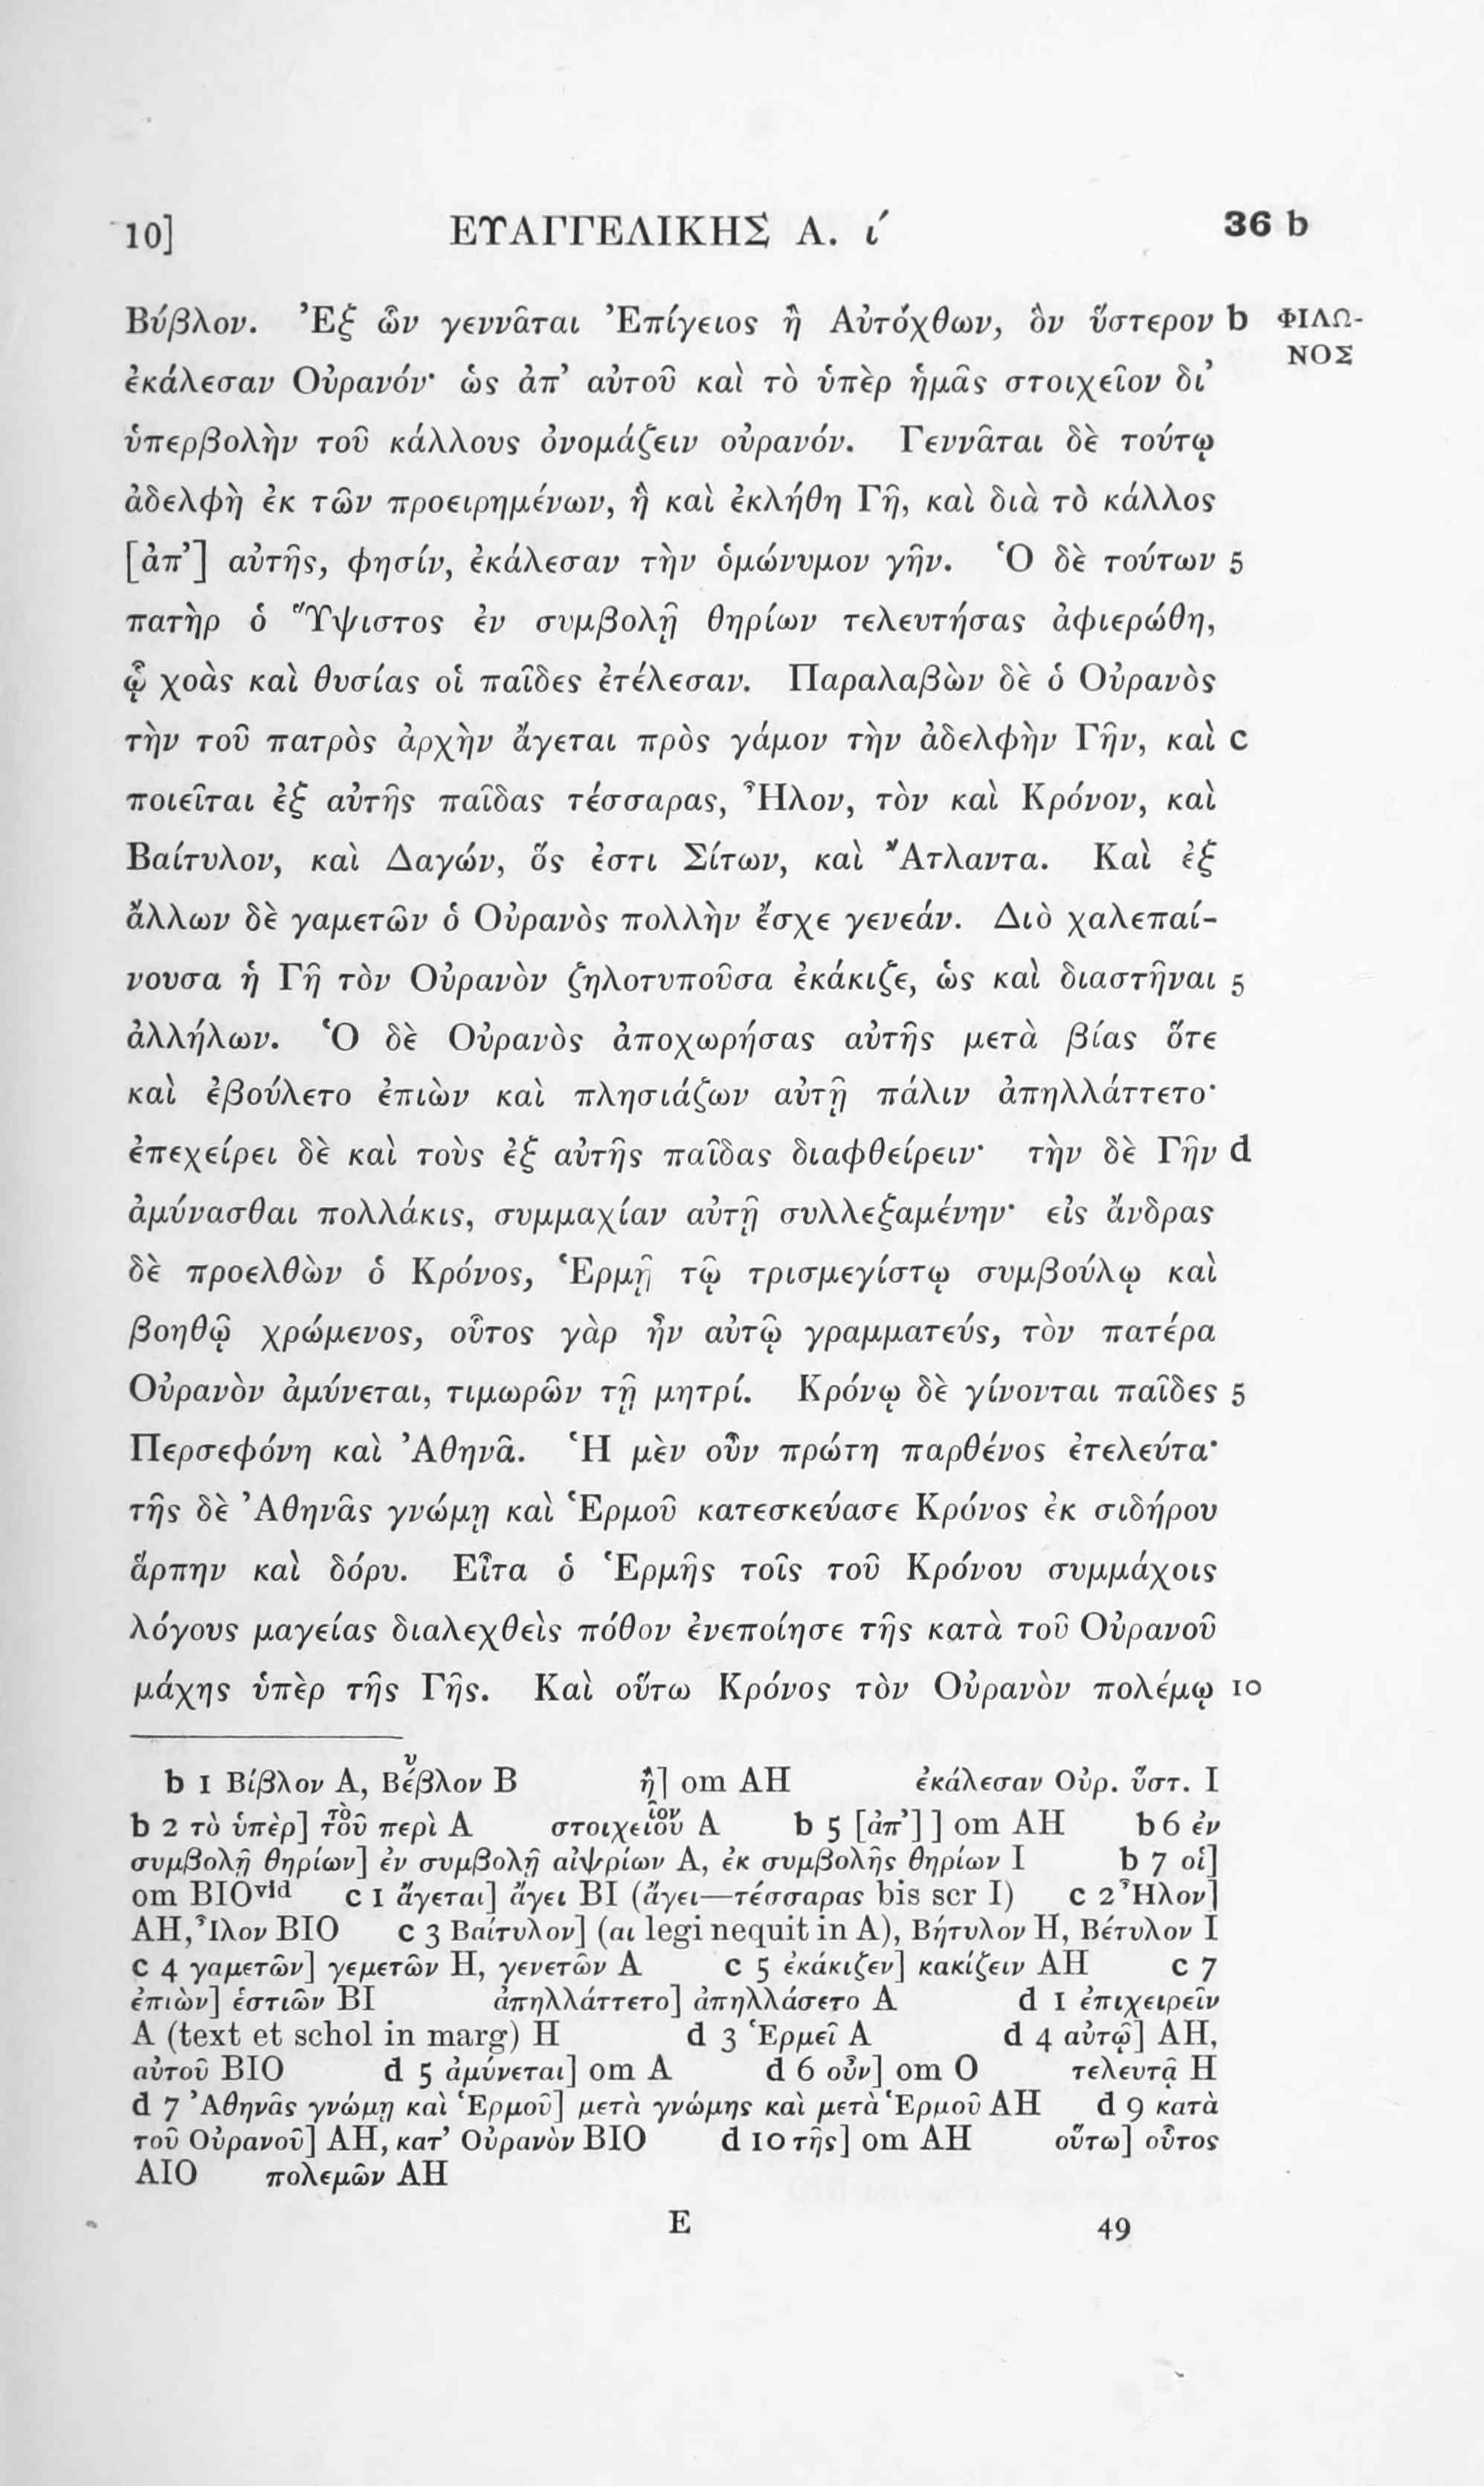 10] ΕΥΑΓΓΕΛΙΚΗΣ Α. ί 36 b
Βύβλον. Ἐξ ὧν γεννᾶται Ἐπίγειος ἢ Αὐτόχθων, ὃν ὕστερον b ΦΙΛΩ-
ΝΟΣ
ἐκάλεσαν Οὐρανόν· ὡς ἀπ’ αὐτοῦ καὶ τὸ ὑπὲρ ἡμᾶς στοιχεῖον δι’
ὑπερβολὴν τοῦ κάλλους ὀνομάζειν οὐρανόν. Γεννᾶται δὲ τούτῳ
ἀδελφὴ ἐκ τῶν προειρημένων, ἣ καὶ ἐκλήθη Γῆ, καὶ διὰ τὸ κάλλος
[ἀπ’] αὐτῆς, φησίν, ἐκάλεσαν τὴν ὁμώνυμον γῆν. Ὁ δὲ τούτων 5
πατὴρ ὁ Ὕψιστος ἐν συμβολῇ θηρίων τελευτήσας ἀφιερώθη,
ᾧ χοὰς καὶ θυσίας οἱ παῖδες ἐτέλεσαν. Παραλαβὼν δὲ ὁ Οὐρανὸς
τὴν τοῦ πατρὸς ἀρχὴν ἄγεται πρὸς γάμον τὴν ἀδελφὴν Γῆν, καὶ c
ποιεῖται ἐξ αὐτῆς παῖδας τέσσαρας, Ἦλον, τὸν καὶ Κρόνον, καὶ
Βαίτυλον, καὶ Δαγών, ὅς ἐστι Σίτων, καὶ Ἄτλαντα. Καὶ ἐξ
ἄλλων δὲ γαμετῶν ὁ Οὐρανὸς πολλὴν ἔσχε γενεάν. Διὸ χαλεπαί-
νουσα ἡ Γῆ τὸν Οὐρανὸν ζηλοτυποῦσα ἐκάκιζε, ὡς καὶ διαστῆναι 5
ἀλλήλων. Ὁ δὲ Οὐρανὸς ἀποχωρήσας αὐτῆς μετὰ βίας ὅτε
καὶ ἐβούλετο ἐπιὼν καὶ πλησιάζων αὐτῇ πάλιν ἀπηλλάττετο·
ἐπεχείρει δὲ καὶ τοὺς ἐξ αὐτῆς παῖδας διαφθείρειν· τὴν δὲ Γῆν d
ἀμύνασθαι πολλάκις, συμμαχίαν αὐτῇ συλλεξαμένην· εἰς ἄνδρας
δὲ προελθὼν ὁ Κρόνος, Ἑρμῇ τῷ τρισμεγίστῳ συμβούλῳ καὶ
βοηθῷ χρώμενος, οὗτος γὰρ ἦν αὐτῷ γραμματεύς, τὸν πατέρα
Οὐρανὸν ἀμύνεται, τιμωρῶν τῇ μητρί. Κρόνῳ δὲ γίνονται παῖδες 5
Περσεφόνη καὶ Ἀθηνᾶ. Ἡ μὲν οὖν πρώτη παρθένος ἐτελεύτα·
τῆς δὲ Ἀθηνᾶς γνώμῃ καὶ Ἑρμοῦ κατεσκεύασε Κρόνος ἐκ σιδήρου
ἅρπην καὶ δόρυ. Εἶτα ὁ Ἑρμῆς τοῖς τοῦ Κρόνου συμμάχοις
λόγους μαγείας διαλεχθεὶς πόθον ἐνεποίησε τῆς κατὰ τοῦ Οὐρανοῦ
μάχης ὑπὲρ τῆς Γῆς. Καὶ οὕτω Κρόνος τὸν Οὐρανὸν πολέμῳ 10
b 1 Βίβλον A, Βέβλον B ἢ] om AH ἐκάλεσαν Οὐρ. ὕστ. I
b 2 τὸ ὑπὲρ] τοῦ περὶ A στοιχείου A b 5 [ἀπ’] ] om AH b 6 ἐν
συμβολῇ θηρίων] ἐν συμβολῇ αἰψρίων A, ἐκ συμβολῆς θηρίων I b 7 οἱ]
om BIOvid c 1 ἄγεται] ἄγει BI (ἄγει—τέσσαρας bis scr I) c 2 Ἦλον]
AH, Ἶλον BIO c 3 Βαίτυλον] (αι legi nequit in A), Βήτυλον H, Βέτυλον I
c 4 γαμετῶν] γεμετῶν H, γενετῶν A c 5 ἐκάκιζεν] κακίζειν AH c 7
ἐπιὼν] ἑστιῶν BI ἀπηλλάττετο] ἀπηλλάσετο A d 1 ἐπιχειρεῖν
A (text et schol in marg) H d 3 Ἑρμεῖ A d 4 αὐτῷ] AH,
αὐτοῦ BIO d 5 ἀμύνεται] om A d 6 οὖν] om O τελευτᾷ H
d 7 Ἀθηνᾶς γνώμῃ καὶ Ἑρμοῦ] μετὰ γνώμης καὶ μετὰ Ἑρμοῦ AH d 9 κατὰ
τοῦ Οὐρανοῦ] AH, κατ’ Οὐρανὸν BIO d 10 τῆς] om AH οὕτω] οὗτος
AIO πολεμῶν AH
E 49